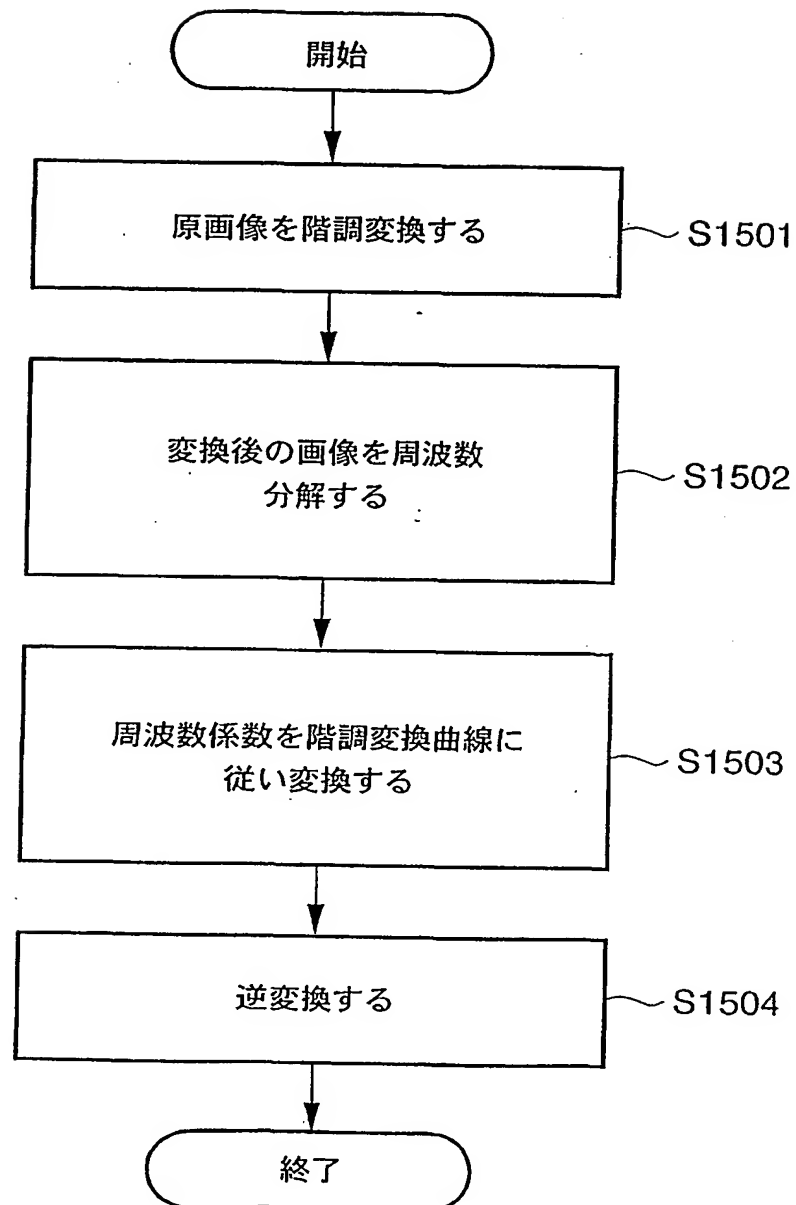 開始
原画像を階調変換する
S1501
変換後の画像を周波数
分解する
S1502
周波数係数を階調変換曲線に
従い変換する
S1503
逆変換する
S1504
終了